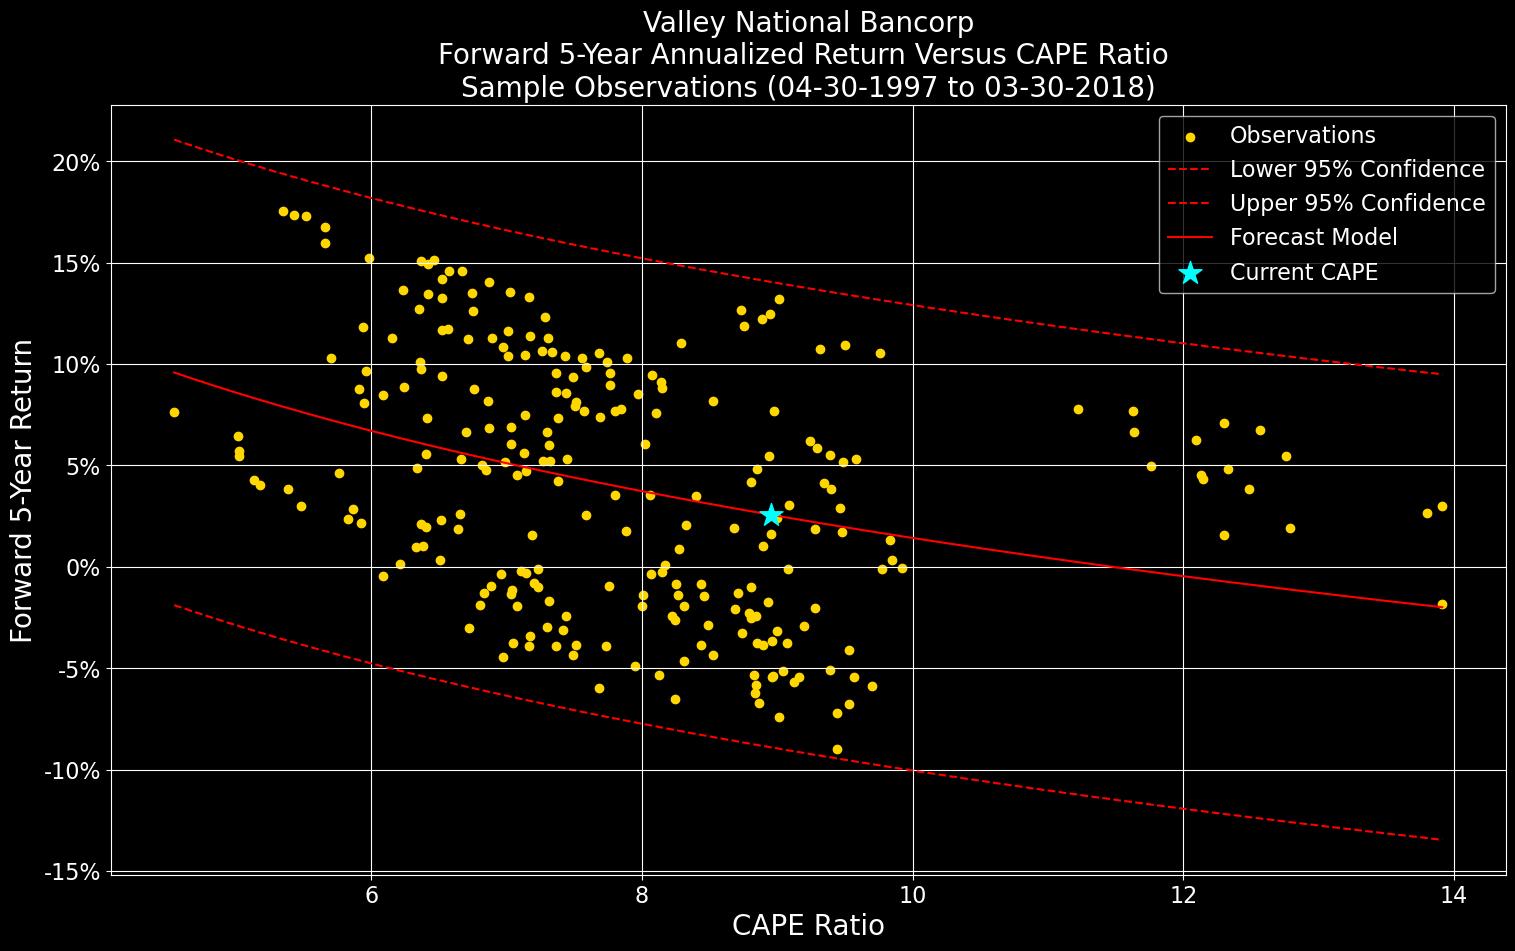 Valley National Bancorp
Forward 5-Year Annualized Return Versus CAPE Ratio
Sample Observations (04-30-1997 to 03-30-2018)
Observations
Lower 95% Confidence
Upper 95% Confidence
Forecast Model
Current CAPE
Forward 5-Year Return
20%
15%
10%
5%
0%
-5%
-10%
-15%
6 8 10 12 14
CAPE Ratio